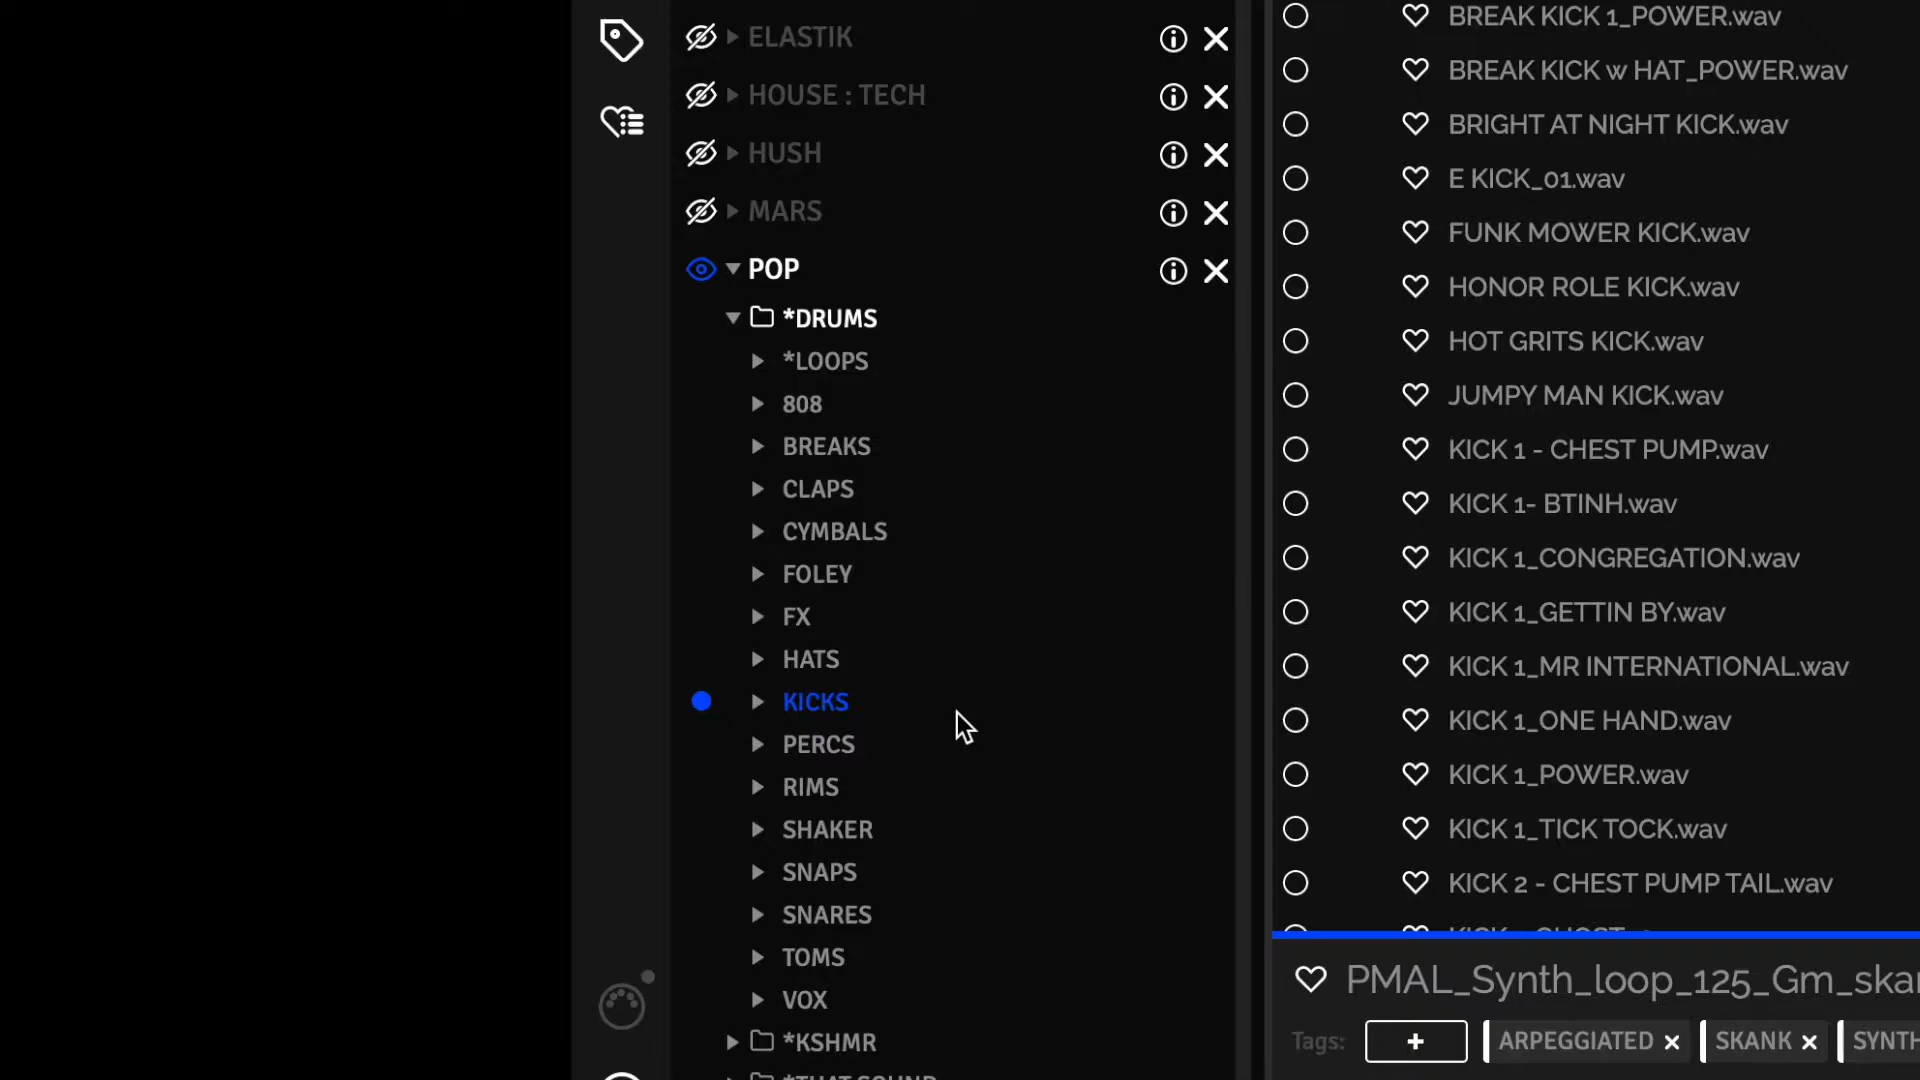 ELASTIK
HOUSE : TECH
HUSH
MARS
POP
*DRUMS
*LOOPS
808
BREAKS
CLAPS
CYMBALS
FOLEY
FX
HATS
KICKS
PERCS
RIMS
SHAKER
SNAPS
SNARES
TOMS
VOX
*KSHMR
BREAK KICK 1_POWER.wav
BREAK KICK w HAT_POWER.wav
BRIGHT AT NIGHT KICK.wav
E KICK_01.wav
FUNK MOWER KICK.wav
HONOR ROLE KICK.wav
HOT GRITS KICK.wav
JUMPY MAN KICK.wav
KICK 1 - CHEST PUMP.wav
KICK 1- BTINH.wav
KICK 1_CONGREGATION.wav
KICK 1_GETTIN BY.wav
KICK 1_MR INTERNATIONAL.wav
KICK 1_ONE HAND.wav
KICK 1_POWER.wav
KICK 1_TICK TOCK.wav
KICK 2 - CHEST PUMP TAIL.wav
PMAL_Synth_loop_125_Gm_skan
Tags: + ARPEGGIATED × SKANK × SYNTH